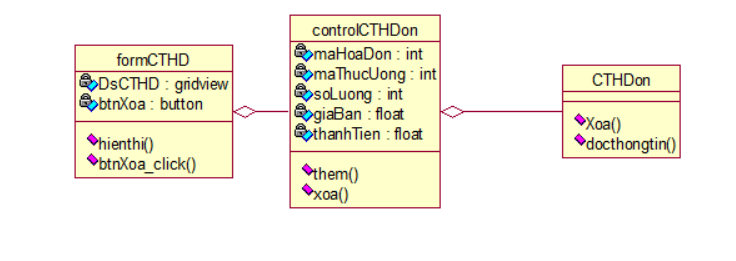 formCTHD
DsCTHD : gridview
btnXoa : button
hienthi()
btnXoa_click()
controlCTHDon
maHoaDon : int
maThucUong : int
soLuong : int
giaBan : float
thanhTien : float
them()
xoa()
CTHDon
Xoa()
docthongtin()